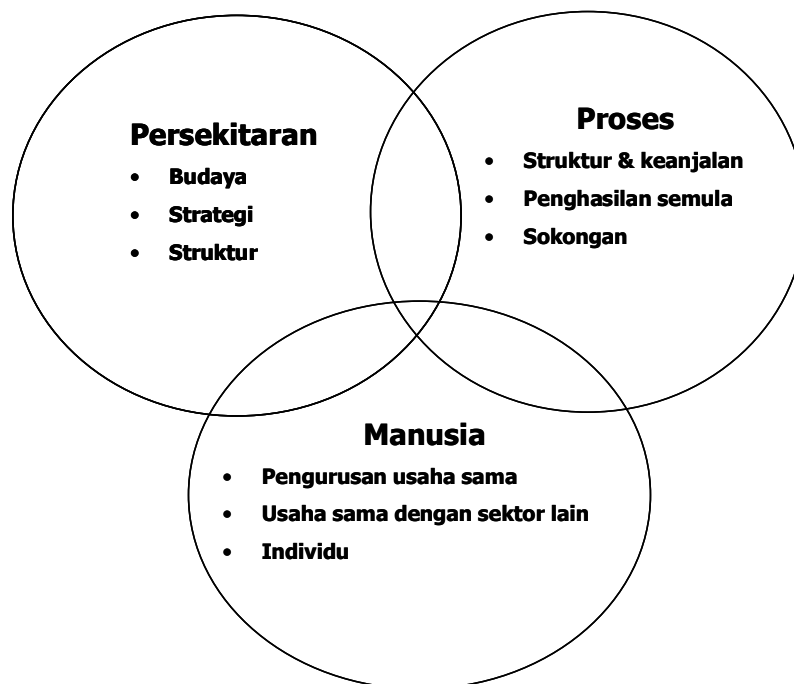 Persekitaran
• Budaya
• Strategi
• Struktur
Proses
• Struktur & keanjalan
• Penghasilan semula
• Sokongan
Manusia
• Pengurusan usaha sama
• Usaha sama dengan sektor lain
• Individu